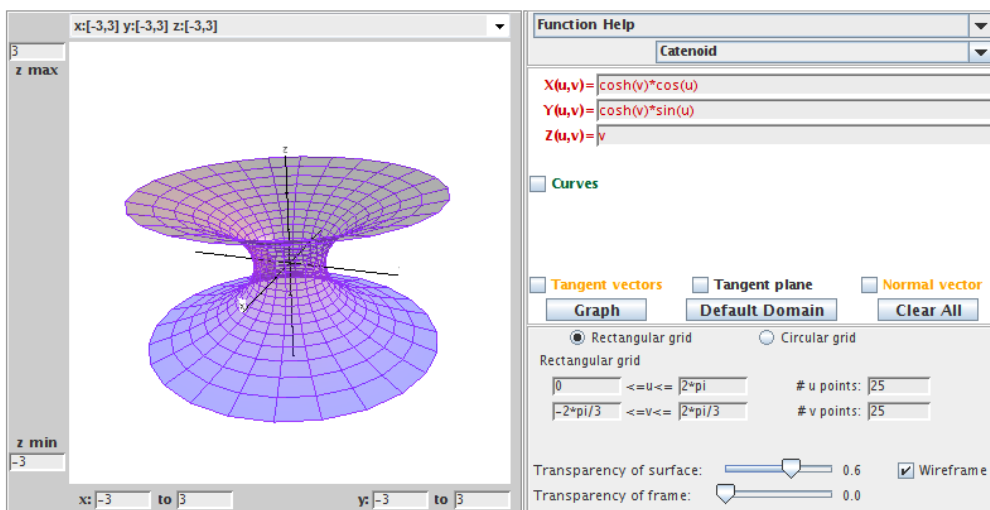 x:[-3,3] y:[-3,3] z:[-3,3]
3
z max
z
z min
-3
x: -3 to 3 y: -3 to 3
Function Help
Catenoid
X(u,v)= cosh(v)*cos(u)
Y(u,v)= cosh(v)*sin(u)
Z(u,v)= v
Curves
Tangent vectors Tangent plane Normal vector
Graph Default Domain Clear All
Rectangular grid Circular grid
Rectangular grid
0 <=u<= 2*pi # u points: 25
-2*pi/3 <=v<= 2*pi/3 # v points: 25
Transparency of surface: 0.6 Wireframe
Transparency of frame: 0.0